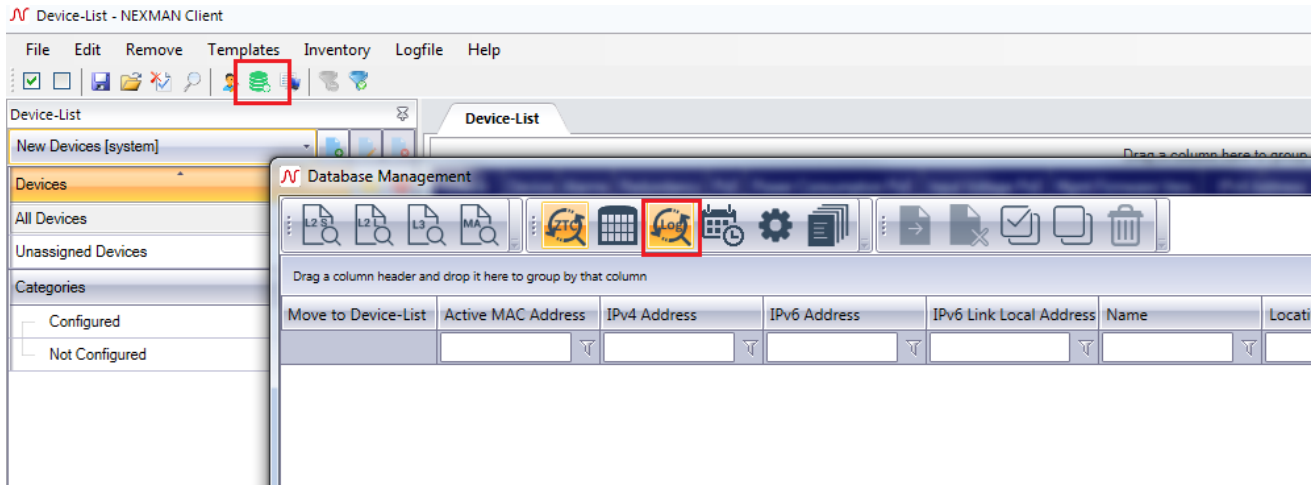 Device-List - NEXMAN Client
File Edit Remove Templates Inventory Logfile Help
Device-List
Device-List
New Devices [system]
Drag a column here to group
Devices
All Devices
Unassigned Devices
Categories
Configured
Not Configured
Database Management
L2 S L2 L L3 MA ZTC Log
Drag a column header and drop it here to group by that column
Move to Device-List Active MAC Address IPv4 Address IPv6 Address IPv6 Link Local Address Name Locati